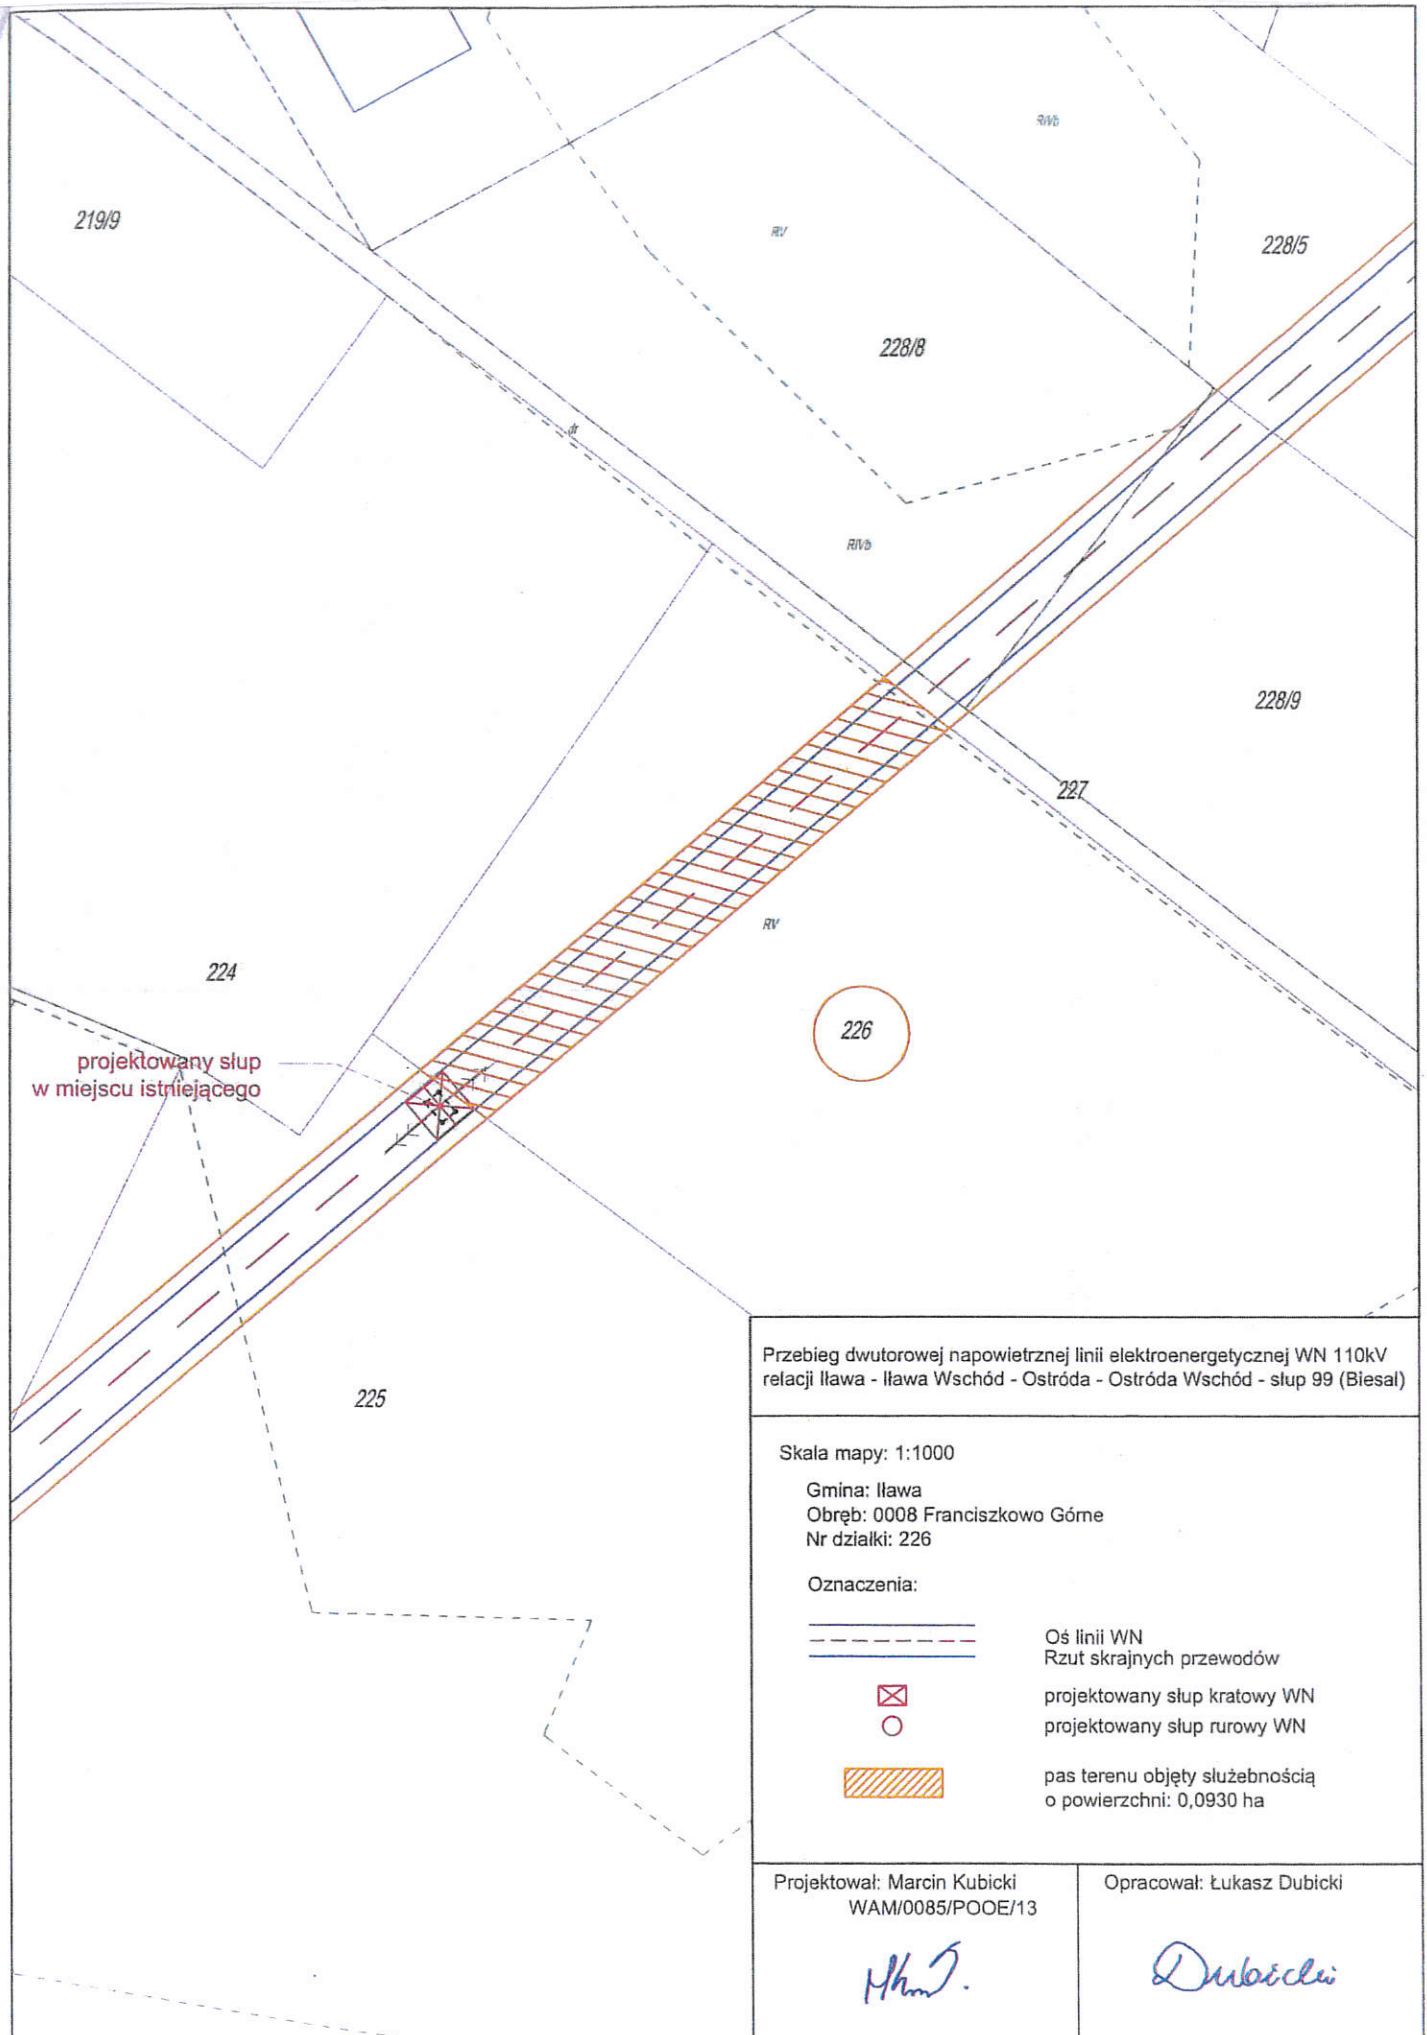 RIVb
219/9
RV
228/5
228/8
dr
RIVb
228/9
227
RV
224
226
projektowany słup
w miejscu istniejącego
225
Przebieg dwutorowej napowietrznej linii elektroenergetycznej WN 110kV
relacji Iława - Iława Wschód - Ostróda - Ostróda Wschód - słup 99 (Biesal)
Skala mapy: 1:1000
Gmina: Iława
Obręb: 0008 Franciszkowo Górne
Nr działki: 226
Oznaczenia:
Oś linii WN
Rzut skrajnych przewodów
projektowany słup kratowy WN
projektowany słup rurowy WN
pas terenu objęty służebnością
o powierzchni: 0,0930 ha
Projektował: Marcin Kubicki
WAM/0085/POOE/13
Opracował: Łukasz Dubicki
Dubicki